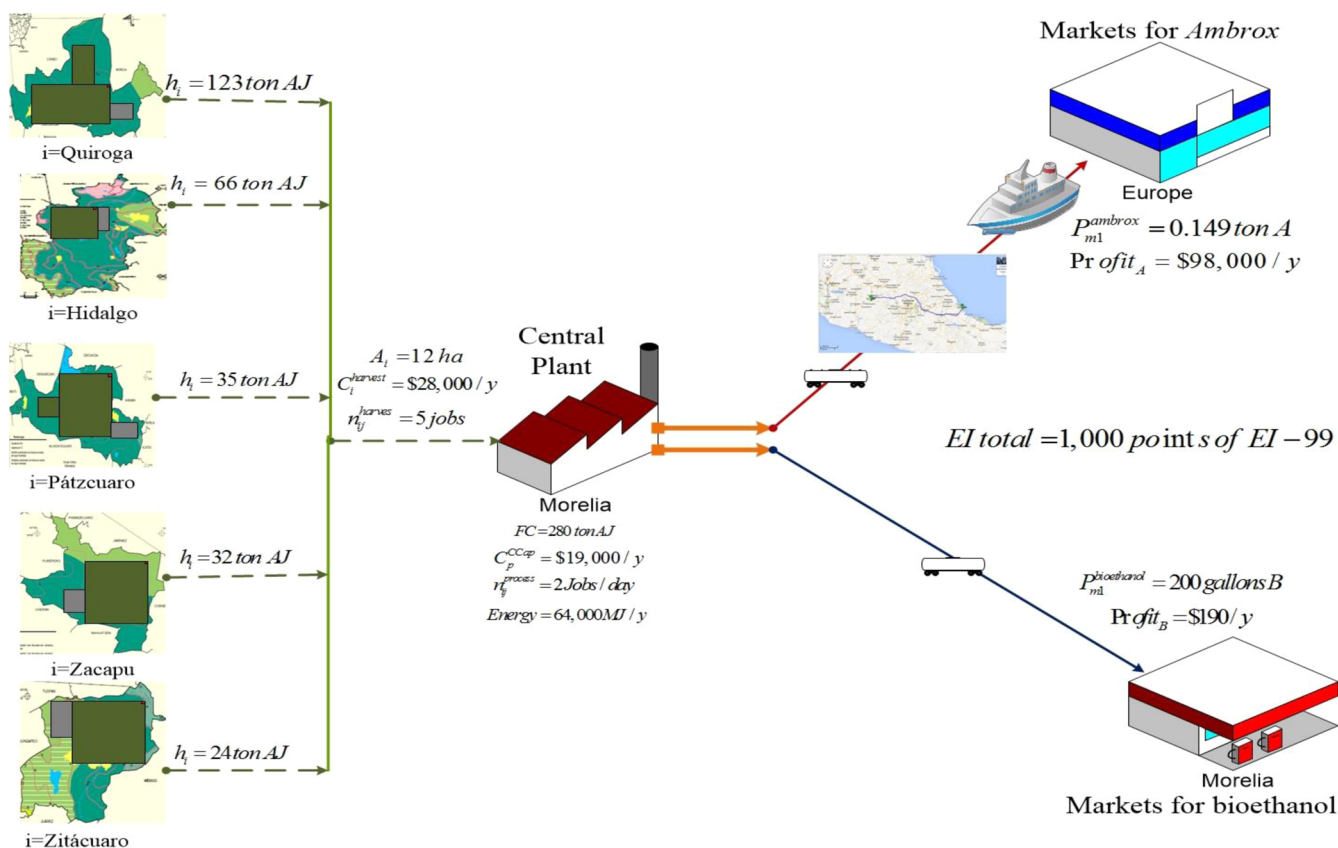 h_i = 123 ton AJ
i=Quiroga
h_i = 66 ton AJ
i=Hidalgo
h_i = 35 ton AJ
i=Pátzcuaro
h_i = 32 ton AJ
i=Zacapu
h_i = 24 ton AJ
i=Zitácuaro
A_i = 12 ha
C_i^harvest = $28,000 / y
n_ij^harves = 5 jobs
Central
Plant
Morelia
FC = 280 ton AJ
C_p^CCap = $19,000 / y
n_ij^process = 2 Jobs / day
Energy = 64,000 MJ / y
Markets for Ambrox
Europe
P_m1^ambrox = 0.149 ton A
Profit_A = $98,000 / y
EI total = 1,000 points of EI – 99
P_m1^bioethanol = 200 gallons B
Profit_B = $190 / y
Morelia
Markets for bioethanol